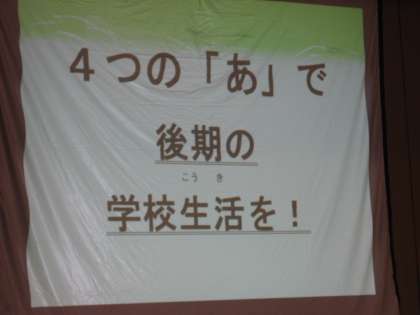 ４つの「あ」で
後期の
こうき
学校生活を！